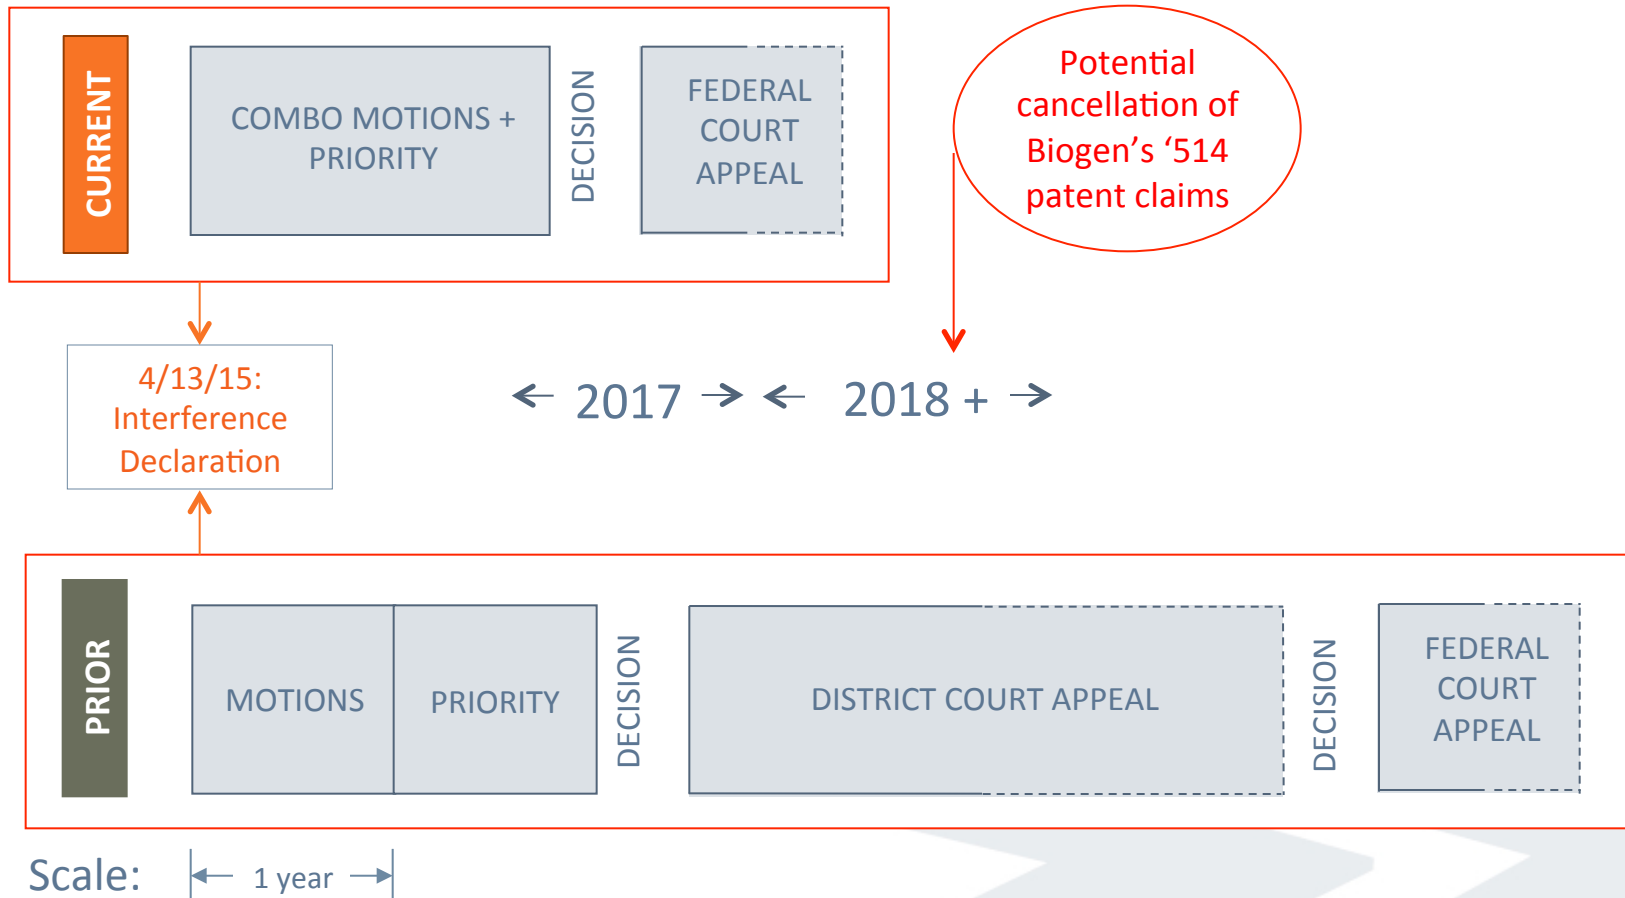 CURRENT
COMBO MOTIONS +
PRIORITY
DECISION
FEDERAL
COURT
APPEAL
Potential
cancellation of
Biogen’s ‘514
patent claims
4/13/15:
Interference
Declaration
2017
2018 +
PRIOR
MOTIONS
PRIORITY
DECISION
DISTRICT COURT APPEAL
DECISION
FEDERAL
COURT
APPEAL
Scale:
1 year